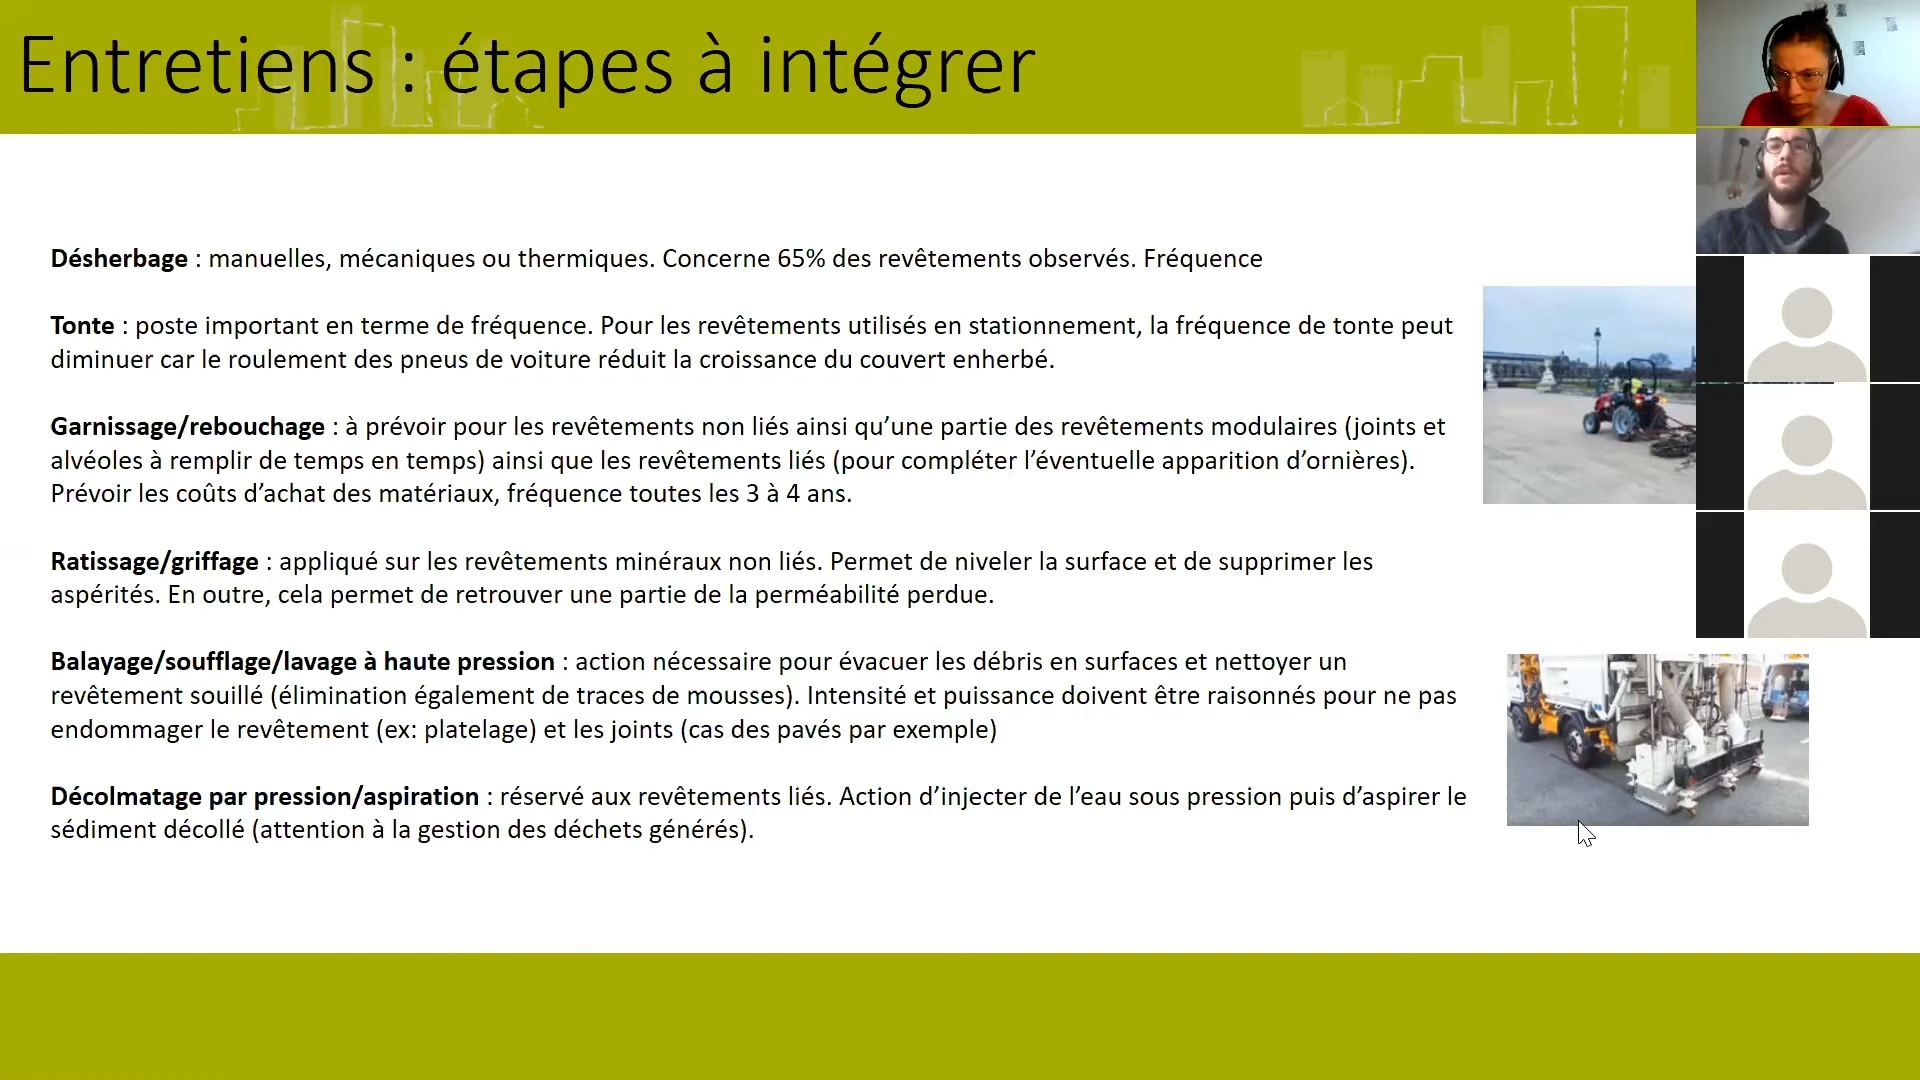 Entretiens : étapes à intégrer
Désherbage : manuelles, mécaniques ou thermiques. Concerne 65% des revêtements observés. Fréquence
Tonte : poste important en terme de fréquence. Pour les revêtements utilisés en stationnement, la fréquence de tonte peut
diminuer car le roulement des pneus de voiture réduit la croissance du couvert enherbé.
Garnissage/rebouchage : à prévoir pour les revêtements non liés ainsi qu’une partie des revêtements modulaires (joints et
alvéoles à remplir de temps en temps) ainsi que les revêtements liés (pour compléter l’éventuelle apparition d’ornières).
Prévoir les coûts d’achat des matériaux, fréquence toutes les 3 à 4 ans.
Ratissage/griffage : appliqué sur les revêtements minéraux non liés. Permet de niveler la surface et de supprimer les
aspérités. En outre, cela permet de retrouver une partie de la perméabilité perdue.
Balayage/soufflage/lavage à haute pression : action nécessaire pour évacuer les débris en surfaces et nettoyer un
revêtement souillé (élimination également de traces de mousses). Intensité et puissance doivent être raisonnés pour ne pas
endommager le revêtement (ex: platelage) et les joints (cas des pavés par exemple)
Décolmatage par pression/aspiration : réservé aux revêtements liés. Action d’injecter de l’eau sous pression puis d’aspirer le
sédiment décollé (attention à la gestion des déchets générés).